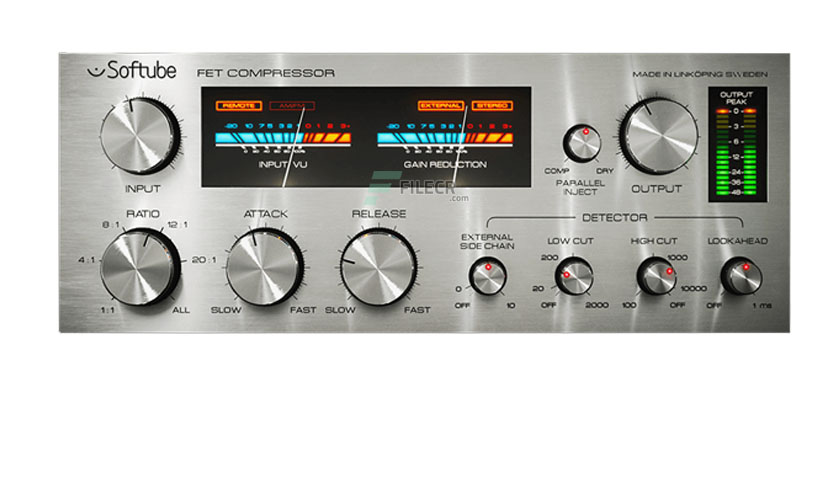 Softube
FET COMPRESSOR
MADE IN LINKÖPING SWEDEN
REMOTE
EXTERNAL
STEREO
-20 10 7 5 3 2 1 0 1 2 3+
-20 10 7 5 3 2 1 0 1 2 3+
INPUT, VU
GAIN REDUCTION
FILECR
.com
INPUT
COMP
DRY
PARALLEL
INJECT
OUTPUT
OUTPUT
PEAK
0
3
6
12
24
36
48
RATIO
1:1
4:1
8:1
12:1
20:1
ALL
ATTACK
SLOW
FAST
RELEASE
SLOW
FAST
DETECTOR
EXTERNAL
SIDE CHAIN
0
OFF
10
LOW CUT
200
20
OFF
2000
HIGH CUT
1000
10000
100
OFF
LOOKAHEAD
OFF
1 ms